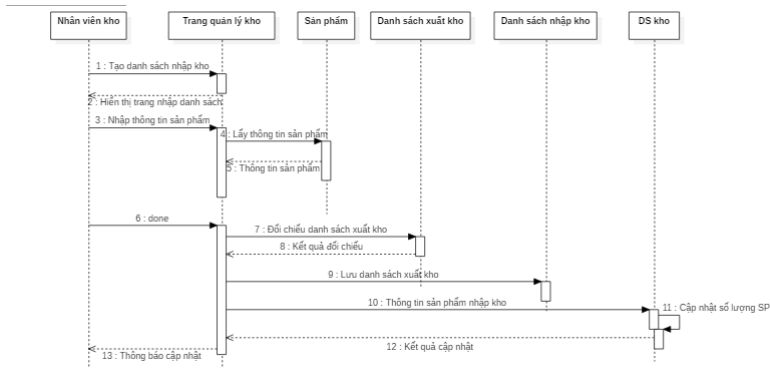 Nhân viên kho
Trang quản lý kho
Sản phẩm
Danh sách xuất kho
Danh sách nhập kho
DS kho
1 : Tạo danh sách nhập kho
2 : Hiển thị trang nhập danh sách
3 : Nhập thông tin sản phẩm
4 : Lấy thông tin sản phẩm
5 : Thông tin sản phẩm
6 : done
7 : Đối chiếu danh sách xuất kho
8 : Kết quả đối chiếu
9 : Lưu danh sách xuất kho
10 : Thông tin sản phẩm nhập kho
11 : Cập nhật số lượng SP
12 : Kết quả cập nhật
13 : Thông báo cập nhật